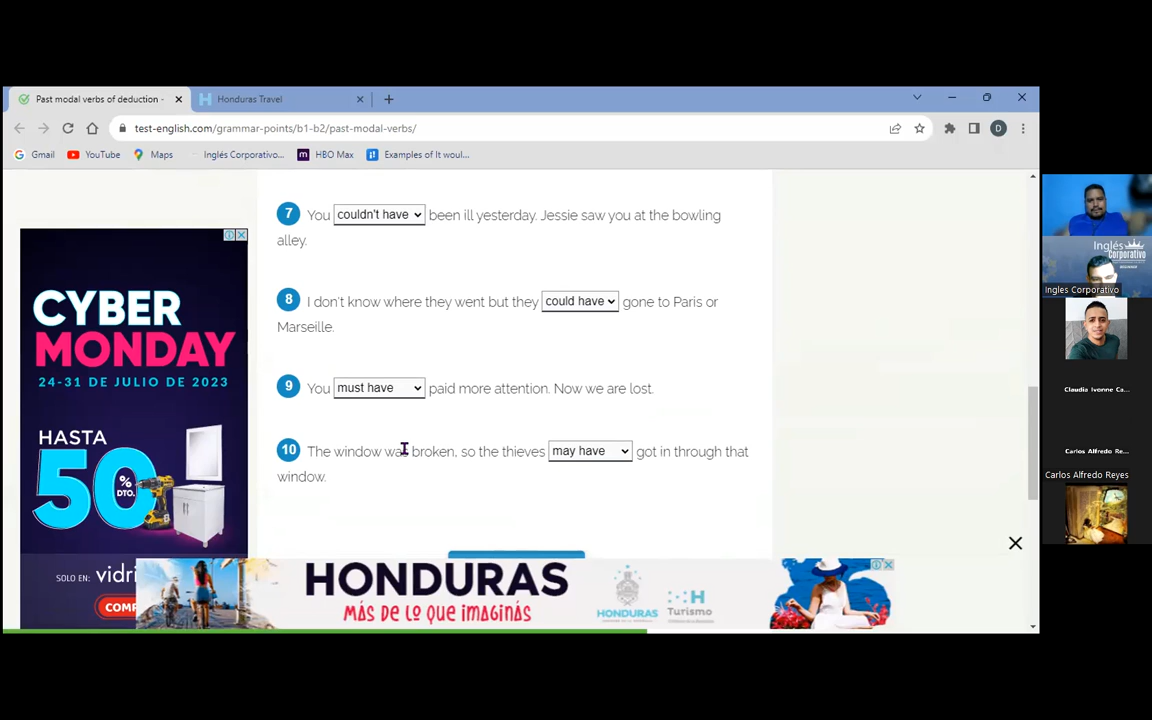 Past modal verbs of deduction -
Honduras Travel
test-english.com/grammar-points/b1-b2/past-modal-verbs/
Gmail
YouTube
Maps
Inglés Corporativo...
HBO Max
Examples of It wou...
7 You couldn't have been ill yesterday. Jessie saw you at the bowling
alley.
8 I don't know where they went but they could have gone to Paris or
Marseille.
9 You must have paid more attention. Now we are lost.
10 The window was broken, so the thieves may have got in through that
window.
CYBER
MONDAY
24-31 DE JULIO DE 2023
HASTA
50% DTO.
SOLO EN: vidri
COMP
HONDURAS
MÁS DE LO QUE IMAGINÁS
HONDURAS
H
Turismo
Inglés
Corporativo
Ingles Corporativo
Claudia Ivonne Ca...
Carlos Alfredo Re...
Carlos Alfredo Reyes